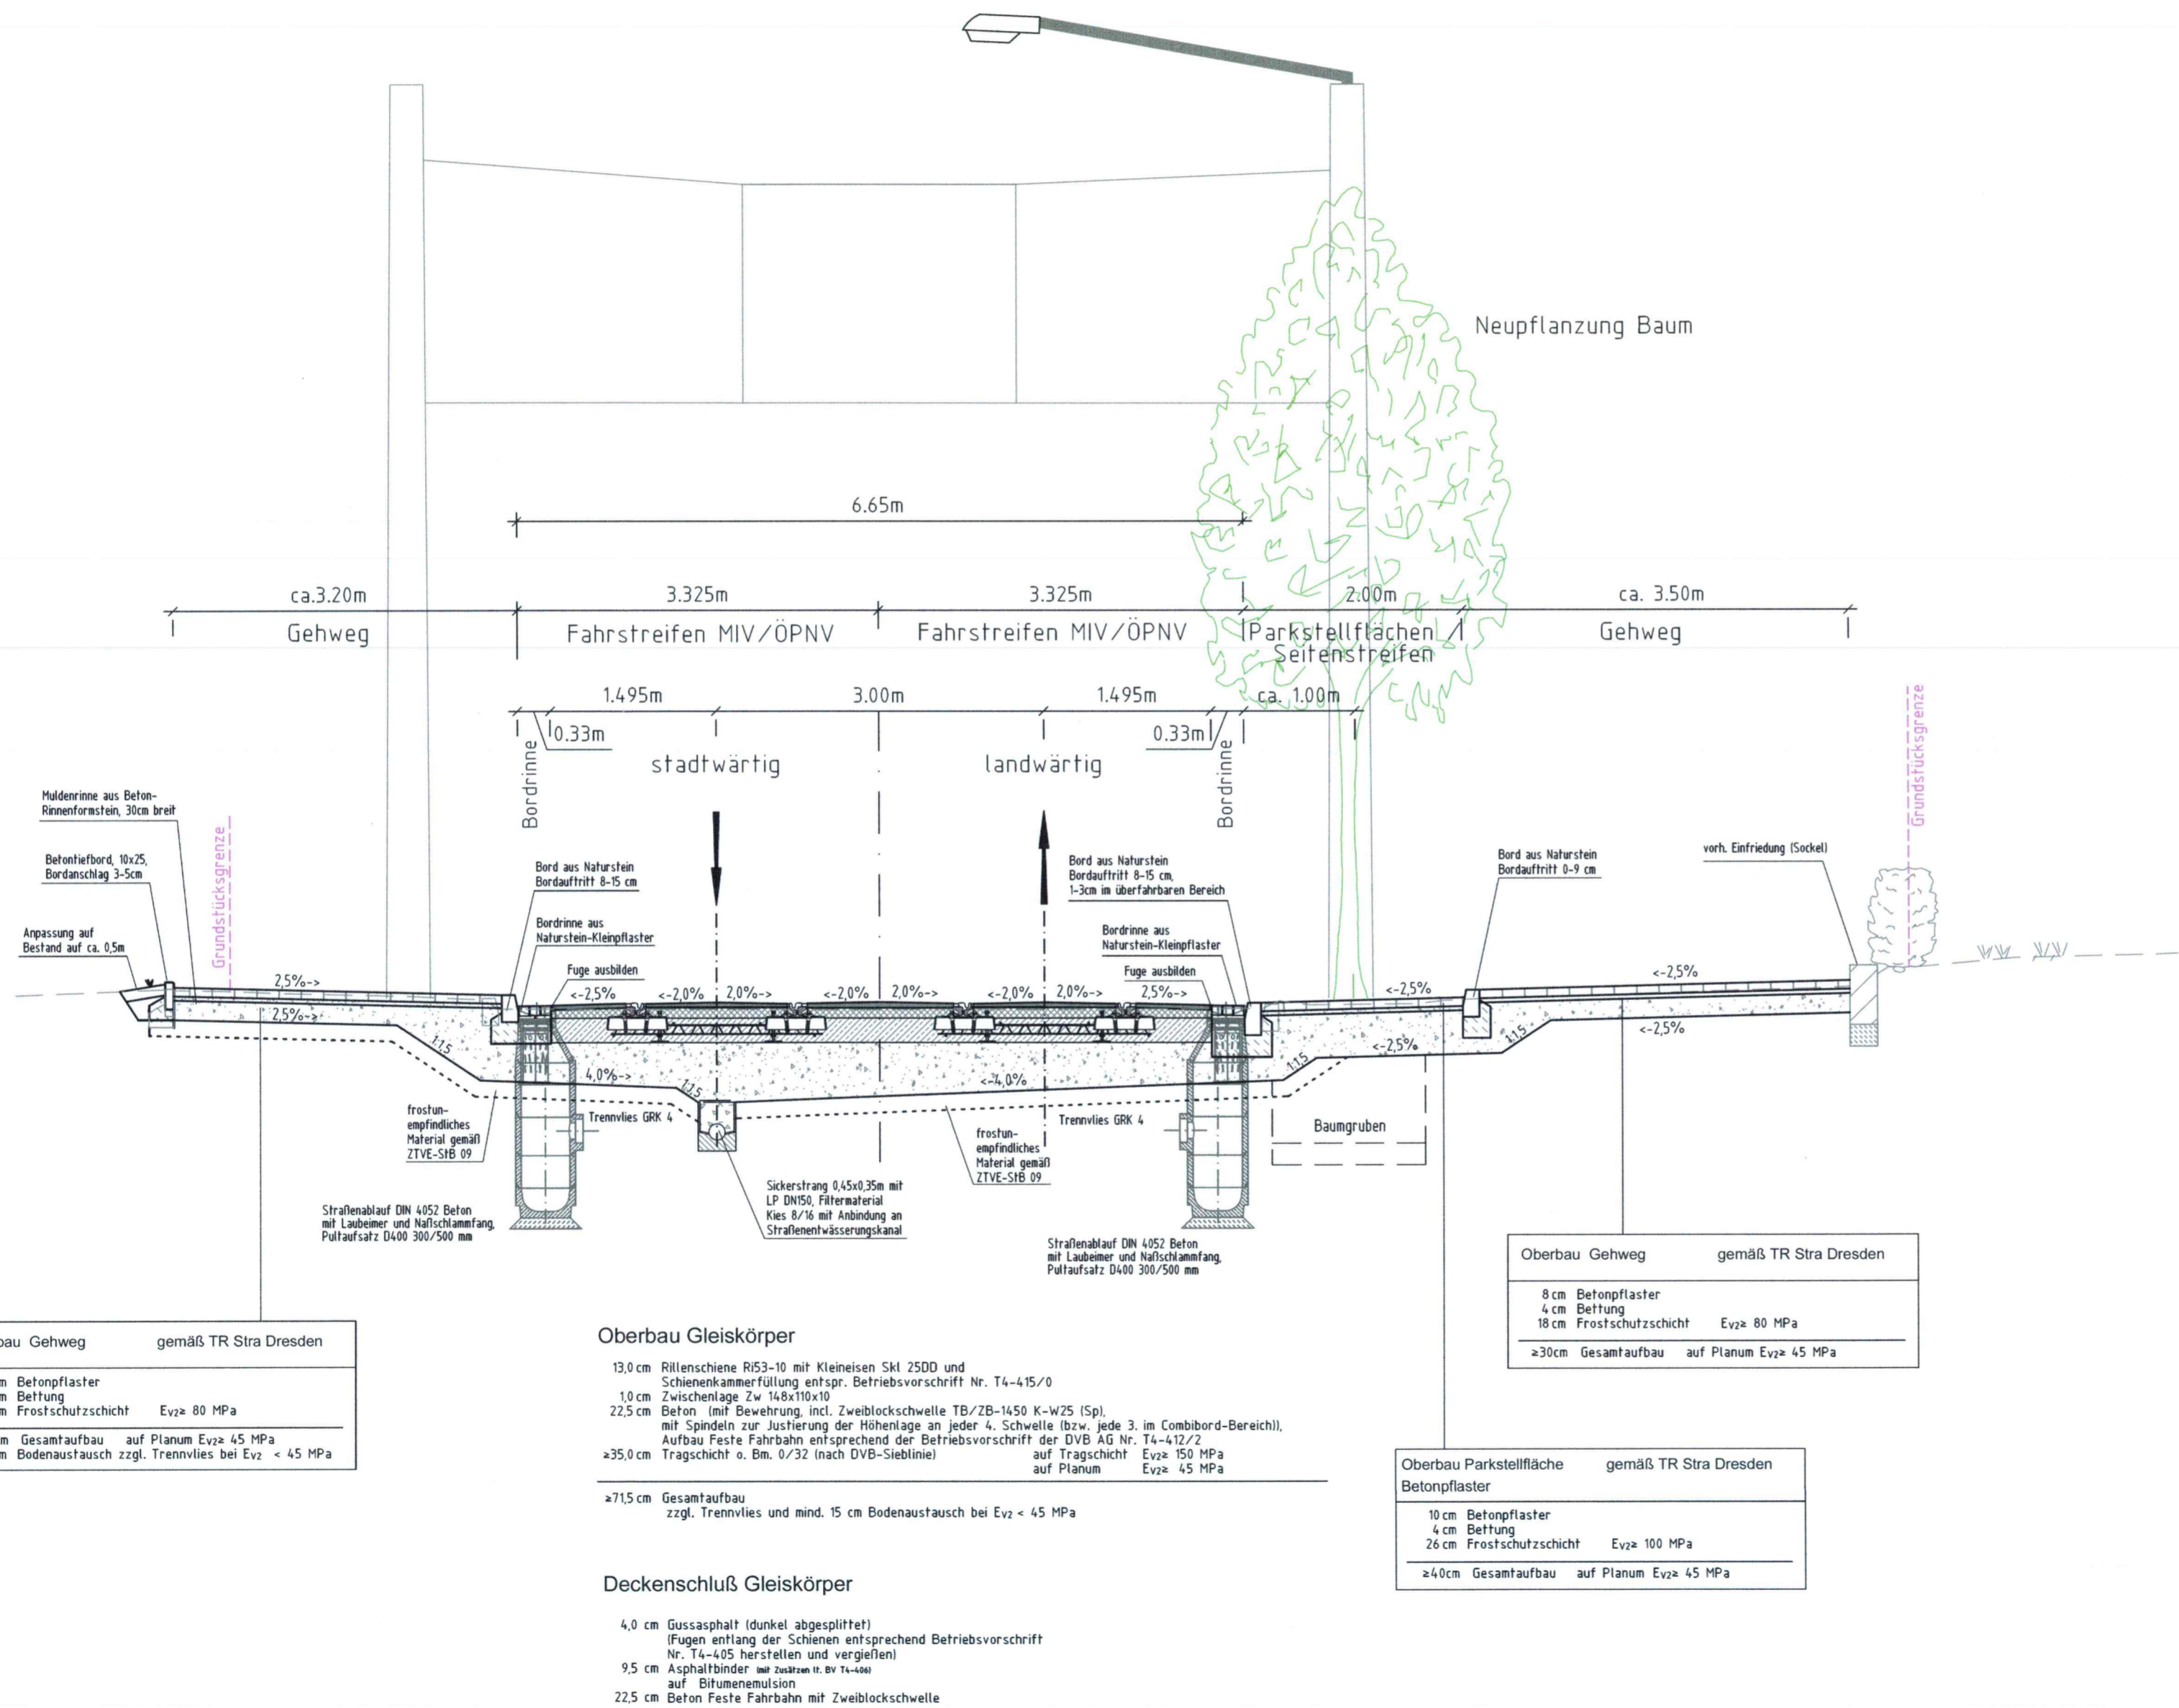 Neupflanzung Baum
6.65m
ca.3.20m
3.325m
3.325m
2.00m
ca. 3.50m
Gehweg
Fahrstreifen MIV/ÖPNV
Fahrstreifen MIV/ÖPNV
Parkstellflächen /
Seitenstreifen
Gehweg
1.495m
3.00m
1.495m
ca. 1.00m
0.33m
0.33m
Bordrinne
stadtwärtig
landwärtig
Bordrinne
Grundstücksgrenze
Grundstücksgrenze
Muldenrinne aus Beton-
Rinnenformstein, 30cm breit
Betontiefbord, 10x25,
Bordanschlag 3-5cm
Anpassung auf
Bestand auf ca. 0,5m
Bord aus Naturstein
Bordauftritt 8-15 cm
Bordrinne aus
Naturstein-Kleinpflaster
Fuge ausbilden
Bord aus Naturstein
Bordauftritt 8-15 cm,
1-3cm im überfahrbaren Bereich
Bordrinne aus
Naturstein-Kleinpflaster
Fuge ausbilden
Bord aus Naturstein
Bordauftritt 0-9 cm
vorh. Einfriedung (Sockel)
2,5%->
<-2,5%
<-2,0%
2,0%->
<-2,0%
2,0%->
<-2,0%
2,0%->
2,5%->
<-2,5%
<-2,5%
2,5%->
1:1,5
4,0%->
1:1,5
<-4,0%
1:1,5
<-2,5%
1:1,5
<-2,5%
frostun-
empfindliches
Material gemäß
ZTVE-StB 09
Trennvlies GRK 4
frostun-
empfindliches
Material gemäß
ZTVE-StB 09
Trennvlies GRK 4
Baumgruben
Sickerstrang 0,45x0,35m mit
LP DN150, Filtermaterial
Kies 8/16 mit Anbindung an
Straßenentwässerungskanal
Straßenablauf DIN 4052 Beton
mit Laubeimer und Naßschlammfang,
Pultaufsatz D400 300/500 mm
Straßenablauf DIN 4052 Beton
mit Laubeimer und Naßschlammfang,
Pultaufsatz D400 300/500 mm
bau Gehweg gemäß TR Stra Dresden
m Betonpflaster
m Bettung
m Frostschutzschicht Ev2≥ 80 MPa
m Gesamtaufbau auf Planum Ev2≥ 45 MPa
m Bodenaustausch zzgl. Trennvlies bei Ev2 < 45 MPa
Oberbau Gleiskörper
13,0 cm Rillenschiene Ri53-10 mit Kleineisen Skl 25DD und
Schienenkammerfüllung entspr. Betriebsvorschrift Nr. T4-415/0
1,0 cm Zwischenlage Zw 148x110x10
22,5 cm Beton (mit Bewehrung, incl. Zweiblockschwelle TB/ZB-1450 K-W25 (Sp),
mit Spindeln zur Justierung der Höhenlage an jeder 4. Schwelle (bzw. jede 3. im Combibord-Bereich)),
Aufbau Feste Fahrbahn entsprechend der Betriebsvorschrift der DVB AG Nr. T4-412/2
≥35,0 cm Tragschicht o. Bm. 0/32 (nach DVB-Sieblinie) auf Tragschicht Ev2≥ 150 MPa
auf Planum Ev2≥ 45 MPa
≥71,5 cm Gesamtaufbau
zzgl. Trennvlies und mind. 15 cm Bodenaustausch bei Ev2 < 45 MPa
Deckenschluß Gleiskörper
4,0 cm Gussasphalt (dunkel abgesplittet)
(Fugen entlang der Schienen entsprechend Betriebsvorschrift
Nr. T4-405 herstellen und vergießen)
9,5 cm Asphaltbinder (mit Zusätzen lt. BV T4-406)
auf Bitumenemulsion
22,5 cm Beton Feste Fahrbahn mit Zweiblockschwelle
Oberbau Gehweg gemäß TR Stra Dresden
8 cm Betonpflaster
4 cm Bettung
18 cm Frostschutzschicht Ev2≥ 80 MPa
≥30cm Gesamtaufbau auf Planum Ev2≥ 45 MPa
Oberbau Parkstellfläche gemäß TR Stra Dresden
Betonpflaster
10 cm Betonpflaster
4 cm Bettung
26 cm Frostschutzschicht Ev2≥ 100 MPa
≥40cm Gesamtaufbau auf Planum Ev2≥ 45 MPa